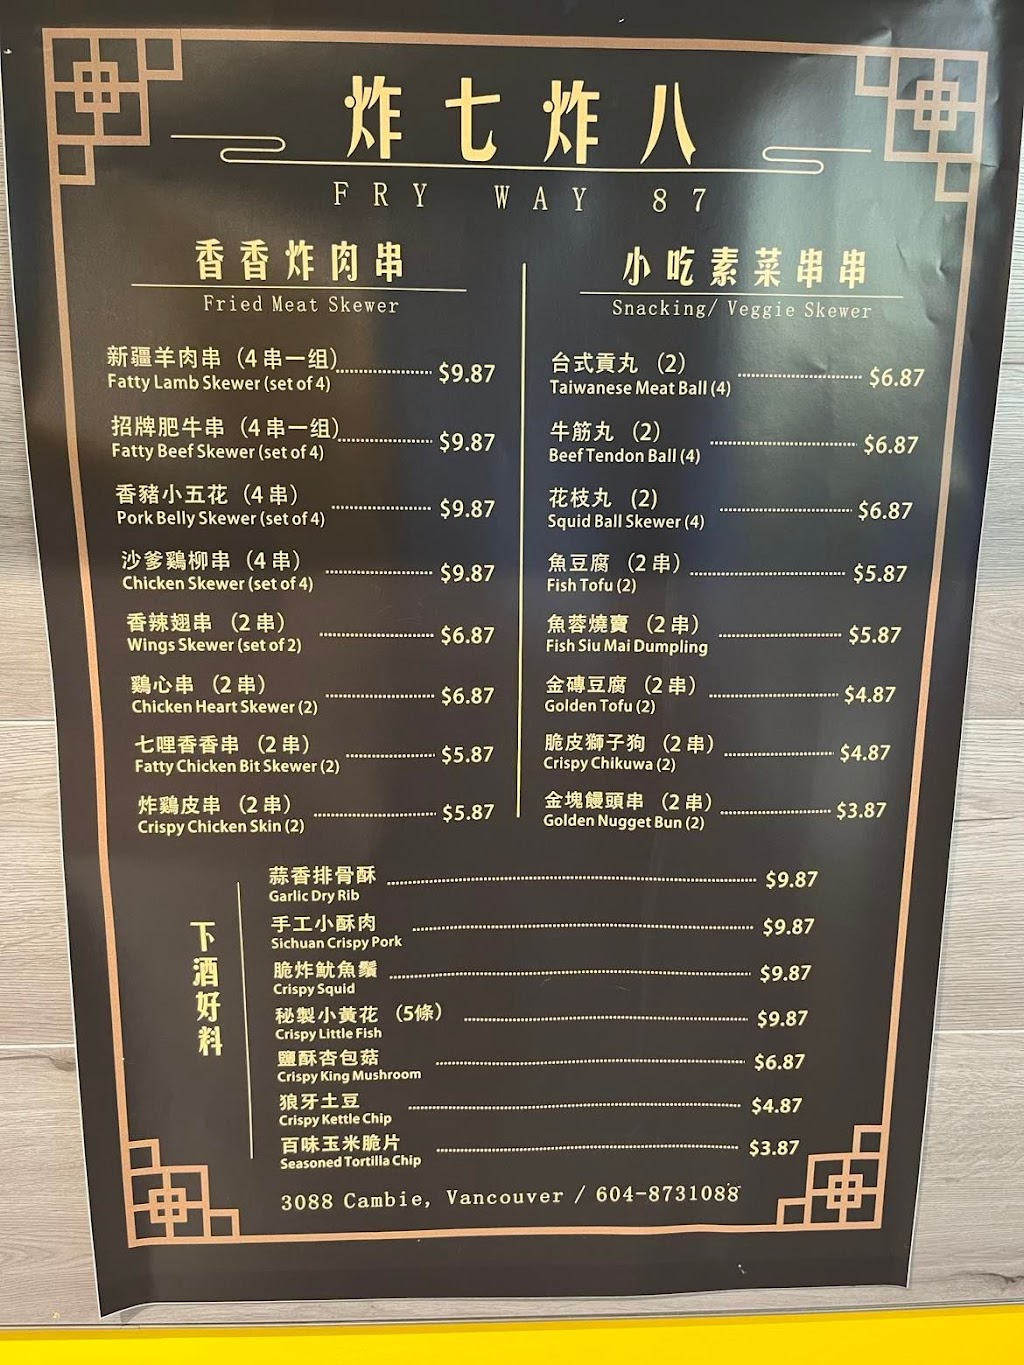 炸七炸八
FRY WAY 87
香香炸肉串
Fried Meat Skewer
新疆羊肉串（4 串一组） $9.87
Fatty Lamb Skewer (set of 4)
招牌肥牛串（4 串一组） $9.87
Fatty Beef Skewer (set of 4)
香豬小五花（4 串） $9.87
Pork Belly Skewer (set of 4)
沙爹鷄柳串（4 串） $9.87
Chicken Skewer (set of 4)
香辣翅串（2 串） $6.87
Wings Skewer (set of 2)
鷄心串（2 串） $6.87
Chicken Heart Skewer (2)
七哩香香串（2 串） $5.87
Fatty Chicken Bit Skewer (2)
炸鷄皮串（2 串） $5.87
Crispy Chicken Skin (2)
小吃素菜串串
Snacking/ Veggie Skewer
台式貢丸（2） $6.87
Taiwanese Meat Ball (4)
牛筋丸（2） $6.87
Beef Tendon Ball (4)
花枝丸（2） $6.87
Squid Ball Skewer (4)
魚豆腐（2 串） $5.87
Fish Tofu (2)
魚蓉燒賣（2 串） $5.87
Fish Siu Mai Dumpling
金磚豆腐（2 串） $4.87
Golden Tofu (2)
脆皮獅子狗（2 串） $4.87
Crispy Chikuwa (2)
金塊饅頭串（2 串） $3.87
Golden Nugget Bun (2)
下酒好料
蒜香排骨酥 $9.87
Garlic Dry Rib
手工小酥肉 $9.87
Sichuan Crispy Pork
脆炸魷魚鬚 $9.87
Crispy Squid
秘製小黃花（5條） $9.87
Crispy Little Fish
鹽酥杏包菇 $6.87
Crispy King Mushroom
狼牙土豆 $4.87
Crispy Kettle Chip
百味玉米脆片 $3.87
Seasoned Tortilla Chip
3088 Cambie, Vancouver / 604-8731088